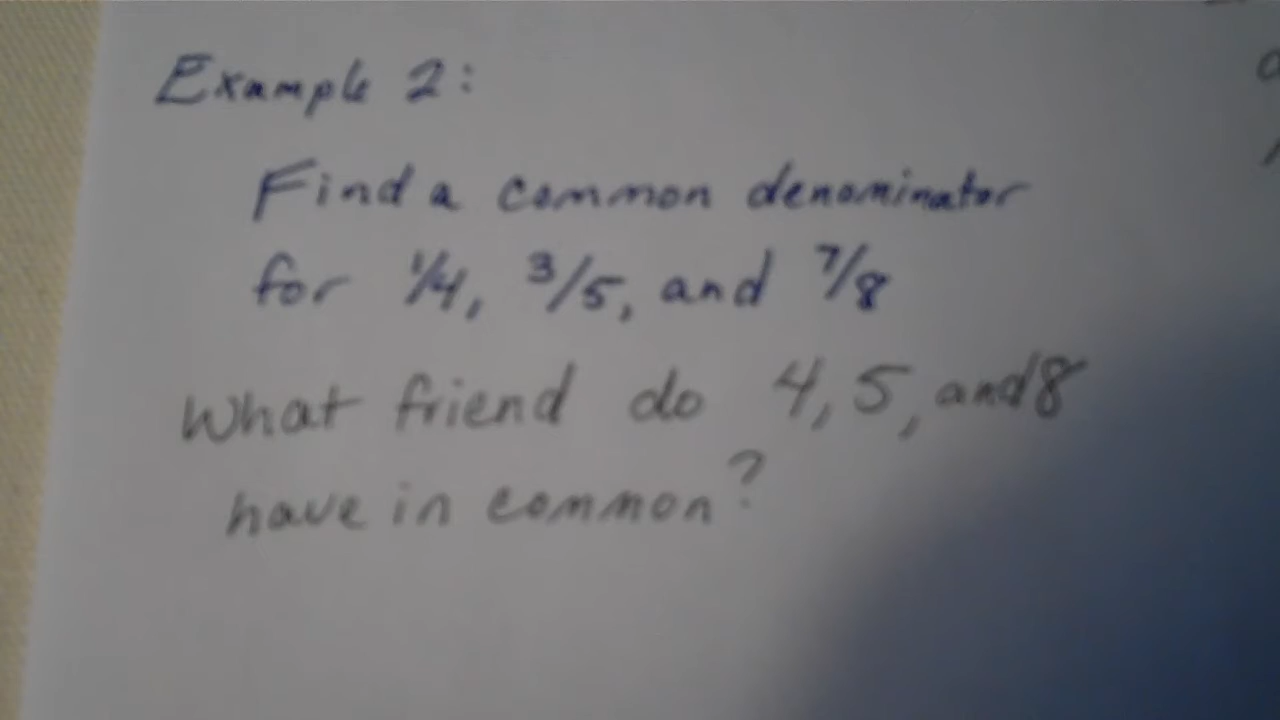 Example 2:
Find a common denominator
for 1/4, 3/5, and 7/8
What friend do 4, 5, and 8
have in common?